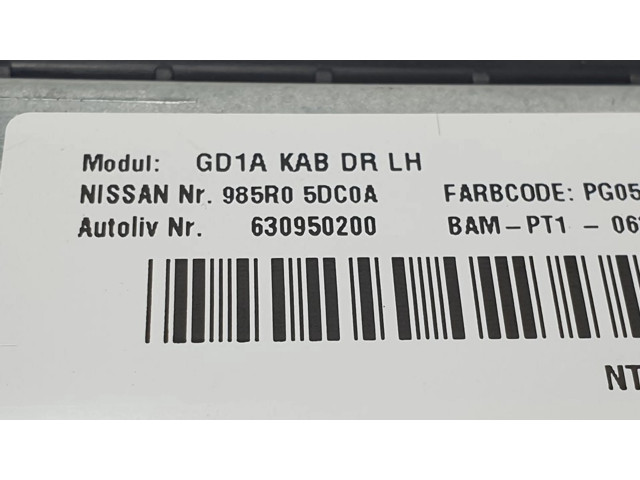 Modul: GD1A KAB DR LH
NISSAN Nr. 985R0 5DC0A FARBCODE: PG05
Autoliv Nr. 630950200 BAM-PT1 - 06
NT